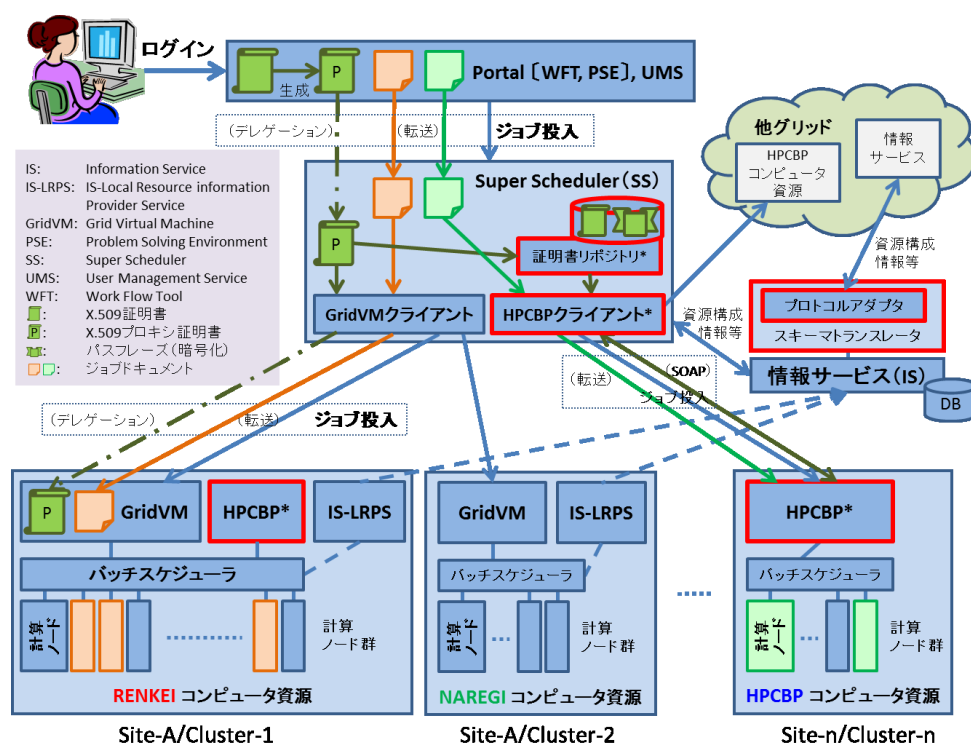 ログイン
P
生成
Portal〔WFT, PSE〕, UMS
(デレゲーション)
(転送)
ジョブ投入
他グリッド
HPCBP
コンピュータ
資源
情報
サービス
IS: Information Service
IS-LRPS: IS-Local Resource information
Provider Service
GridVM: Grid Virtual Machine
PSE: Problem Solving Environment
SS: Super Scheduler
UMS: User Management Service
WFT: Work Flow Tool
: X.509証明書
P : X.509プロキシ証明書
: パスフレーズ(暗号化)
: ジョブドキュメント
Super Scheduler(SS)
P
証明書リポジトリ*
GridVMクライアント
HPCBPクライアント*
資源構成
情報等
資源構成
情報等
プロトコルアダプタ
スキーマトランスレータ
情報サービス(IS)
DB
(デレゲーション)
(転送)
ジョブ投入
(転送)
(SOAP)
ジョブ投入
P
GridVM
HPCBP*
IS-LRPS
バッチスケジューラ
計算
ノード
..................
計算
ノード群
RENKEI コンピュータ資源
Site-A/Cluster-1
GridVM
IS-LRPS
バッチスケジューラ
計算
ノード
...
計算
ノード群
NAREGI コンピュータ資源
Site-A/Cluster-2
......
HPCBP*
バッチスケジューラ
計算
ノード
...
計算
ノード群
HPCBP コンピュータ資源
Site-n/Cluster-n